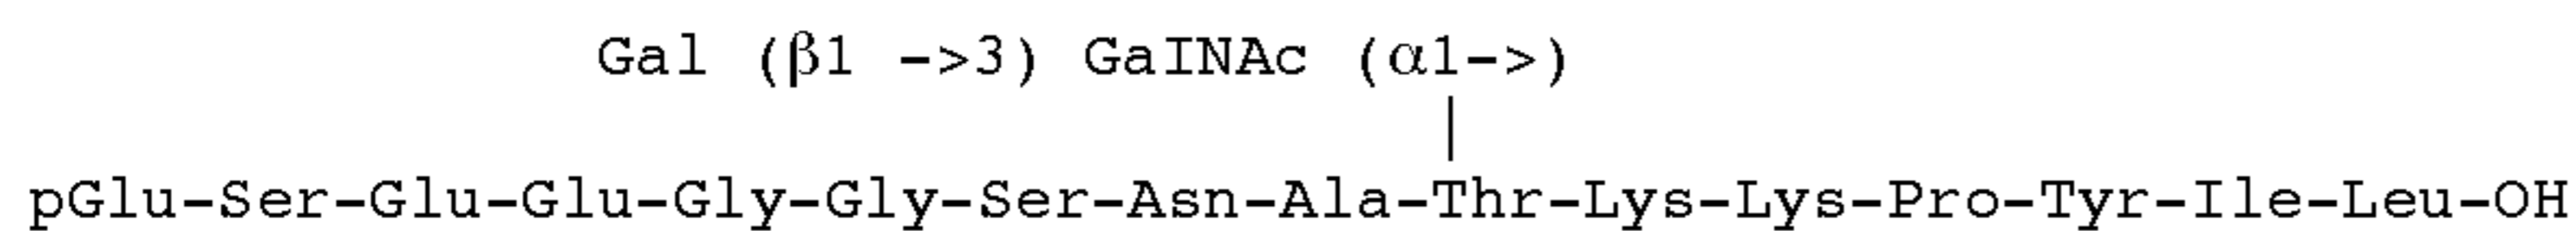 Gal (β1 ->3) GaINAc (α1->)
|
pGlu-Ser-Glu-Glu-Gly-Gly-Ser-Asn-Ala-Thr-Lys-Lys-Pro-Tyr-Ile-Leu-OH